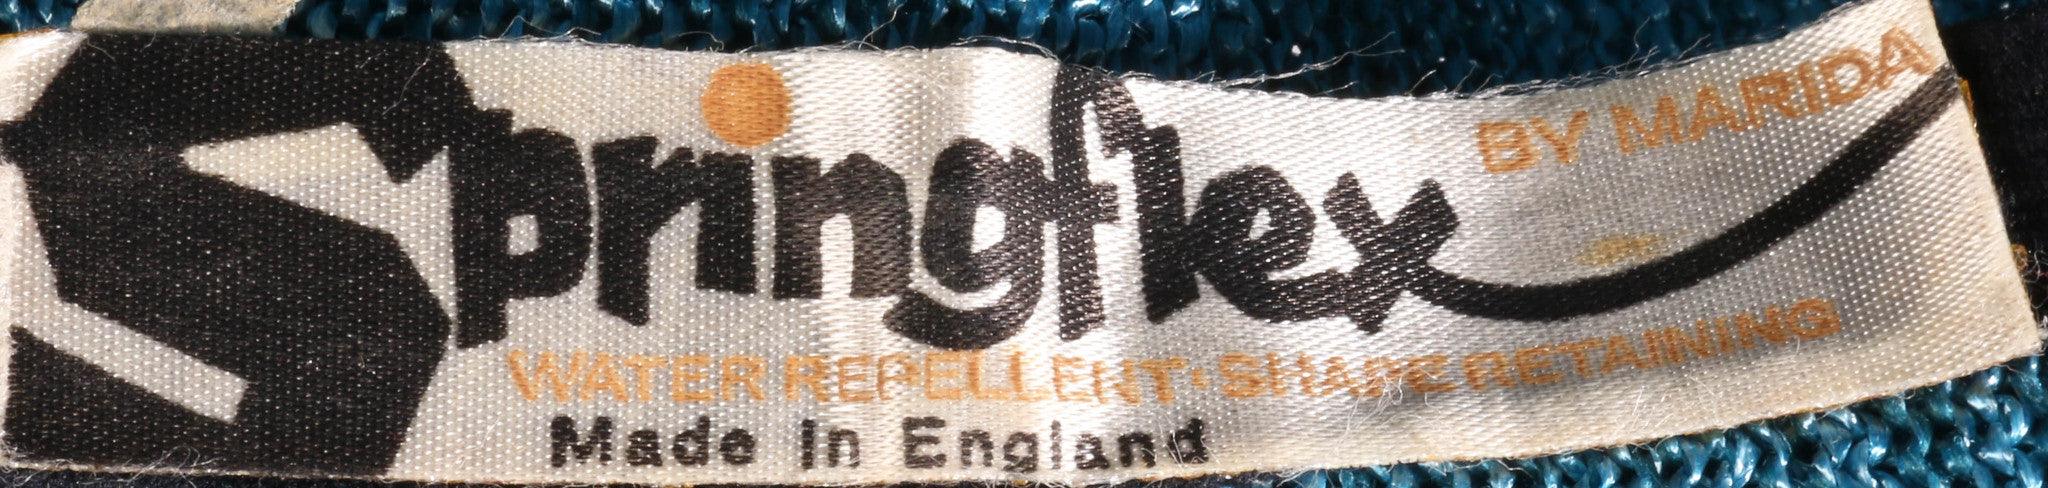 Springflex
BY MARIDA
WATER REPELLENT · SHAPE RETAINING
Made in England